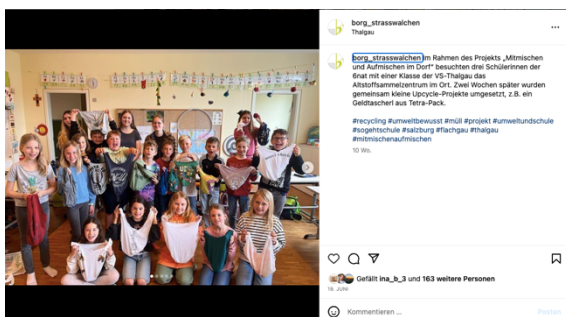 borg_strasswalchen
Thalgau
borg_strasswalchen Im Rahmen des Projekts „Mitmischen
und Aufmischen im Dorf“ besuchten drei Schülerinnen der
6nat mit einer Klasse der VS-Thalgau das
Altstoffsammelzentrum im Ort. Zwei Wochen später wurden
gemeinsam kleine Upcycle-Projekte umgesetzt, z.B. ein
Geldtascherl aus Tetra-Pack.
#recycling #umweltbewusst #müll #projekt #umweltundschule
#sogehtschule #salzburg #flachgau #thalgau
#mitmischenaufmischen
10 Wo.
Gefällt ina_b_3 und 163 weitere Personen
19. JUNI
Kommentieren ...
Posten